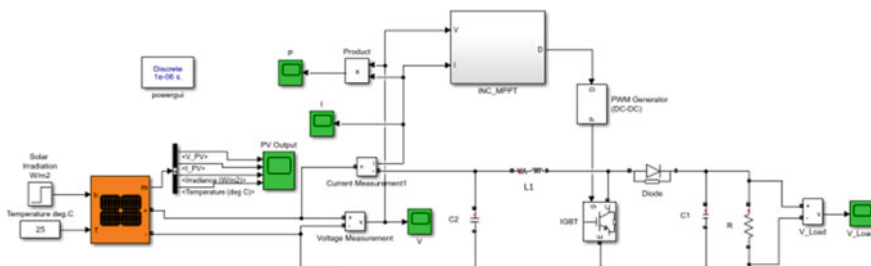 Discrete
1e-06 s.
powergui
P
Product
x
I
V
I
D
INC_MPPT
D
P
PWM Generator
(DC-DC)
Solar
Irradiation
W/m2
Ir
Temperature deg.C
25
T
m
+
-
<V_PV>
<I_PV>
<Irradiance (W/m2)>
<Temperature (deg C)>
PV Output
+
i
-
Current Measurement1
+
v
-
Voltage Measurement
V
C2
L1
IGBT
g
C
E
Diode
C1
R
+
v
-
V_Load
V_Load